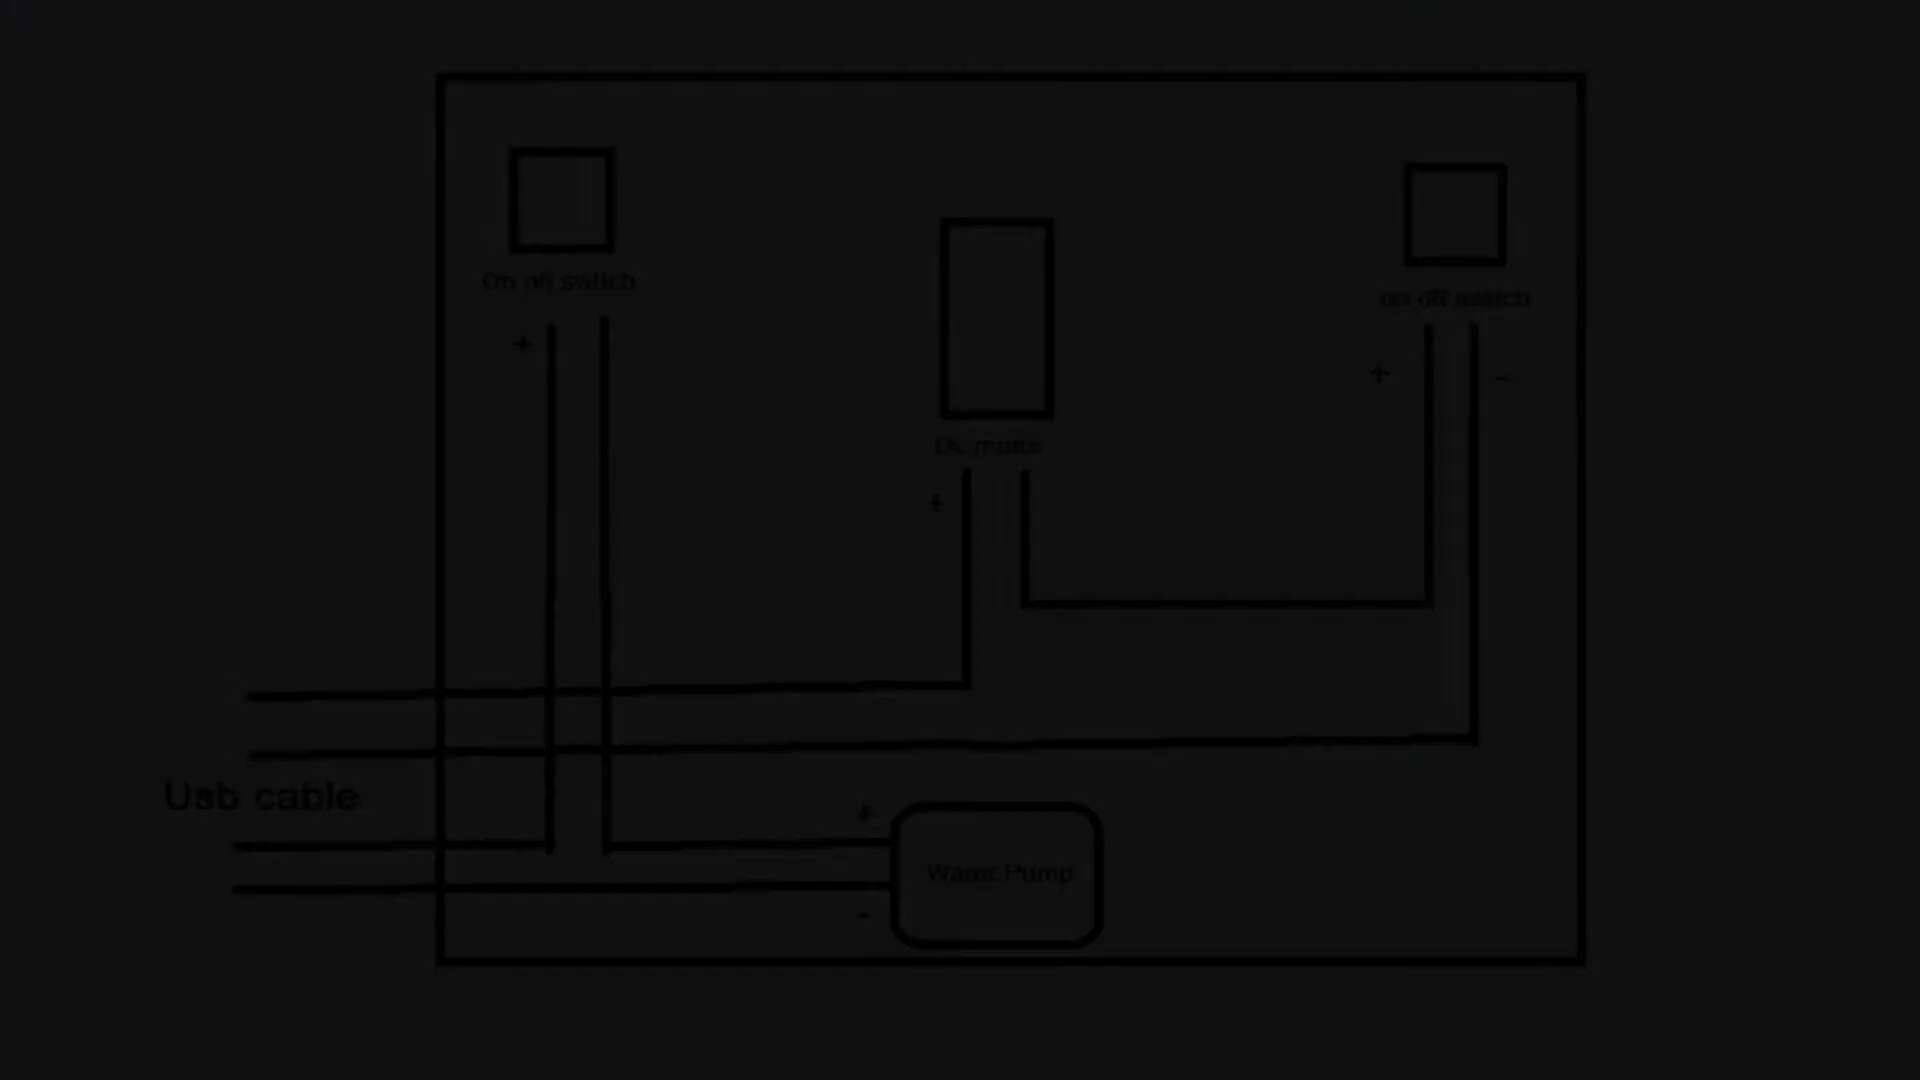 On off switch
on off switch
+
+
-
Dc motor
+
Usb cable
+
Water Pump
-